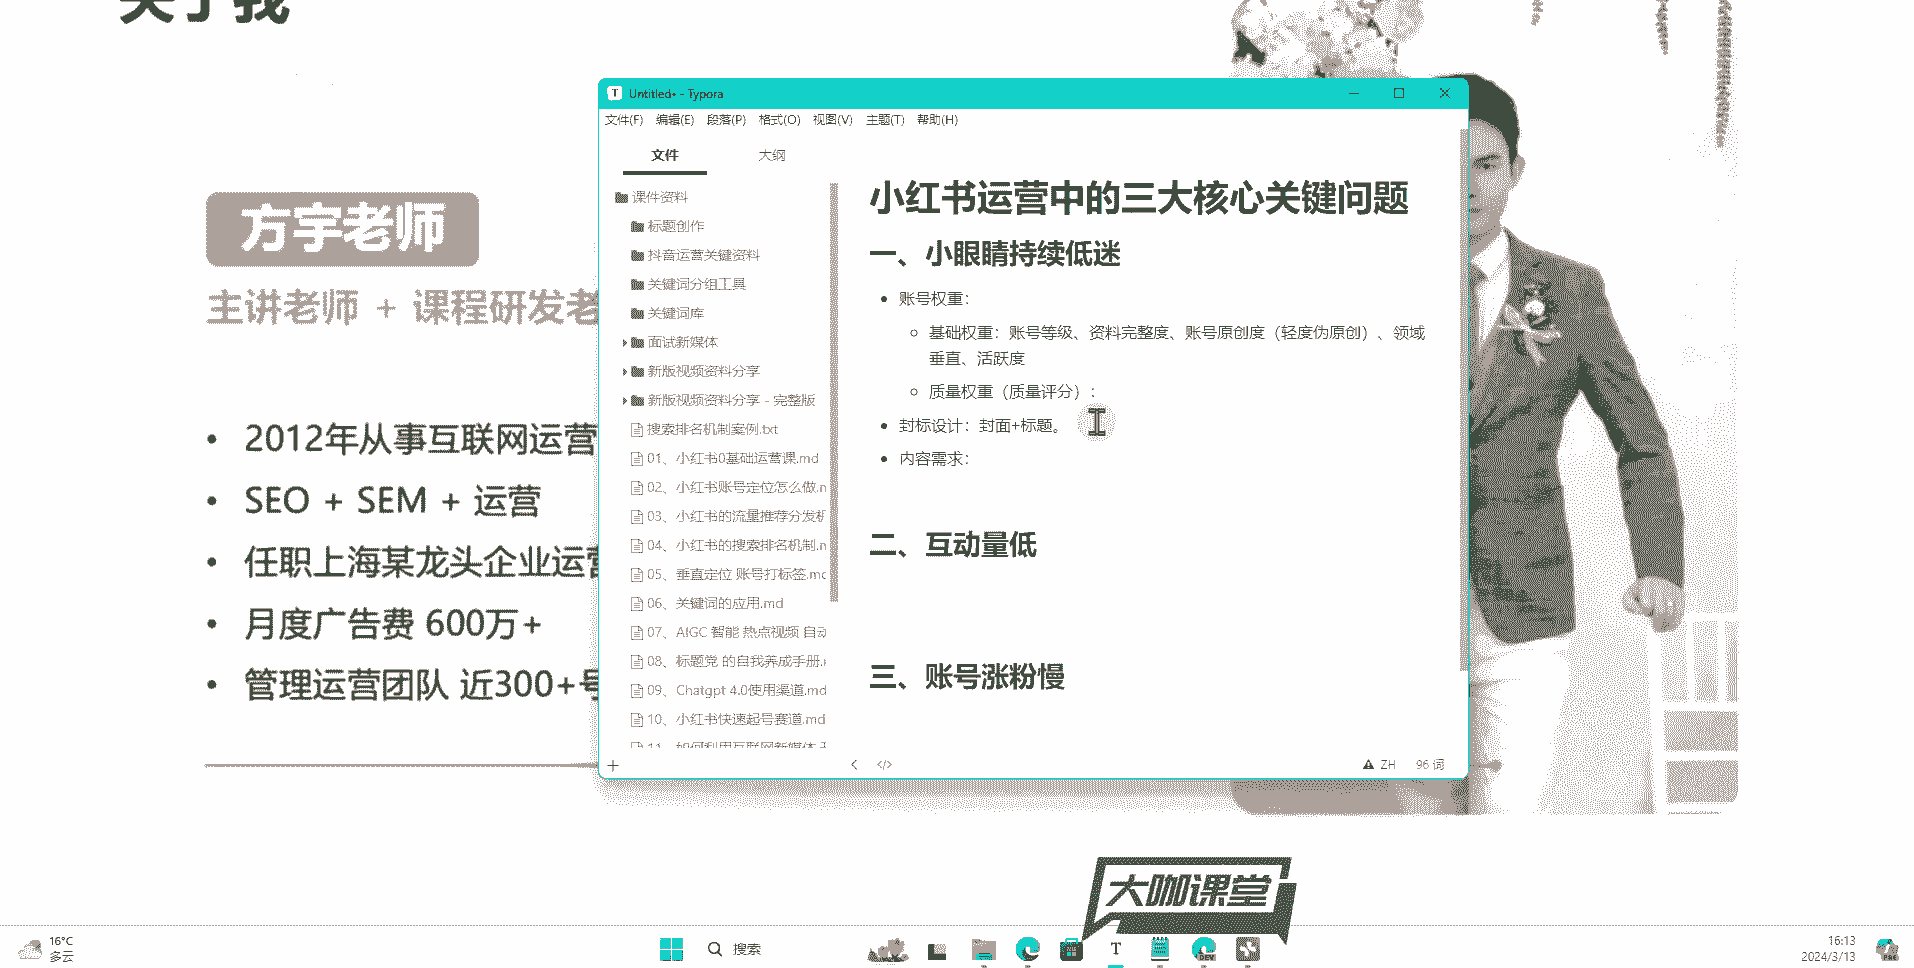 关于我
方宇老师
主讲老师 + 课程研发老
2012年从事互联网运营
SEO + SEM + 运营
任职上海某龙头企业运营
月度广告费 600万+
管理运营团队 近300+号
Untitled• - Typora
文件(F) 编辑(E) 段落(P) 格式(O) 视图(V) 主题(T) 帮助(H)
文件 大纲
课件资料
标题创作
抖音运营关键资料
关键词分组工具
关键词库
面试新媒体
新版视频资料分享
新版视频资料分享 - 完整版
搜索排名机制案例.txt
01、小红书0基础运营课.md
02、小红书账号定位怎么做.m
03、小红书的流量推荐分发机
04、小红书的搜索排名机制.m
05、垂直定位 账号打标签.md
06、关键词的应用.md
07、AIGC 智能 热点视频 自动
08、标题党 的自我养成手册.m
09、Chatgpt 4.0使用渠道.md
10、小红书快速起号赛道.md
11、如何利用互联网新媒体
小红书运营中的三大核心关键问题
一、小眼睛持续低迷
账号权重：
基础权重：账号等级、资料完整度、账号原创度（轻度伪原创）、领域
垂直、活跃度
质量权重（质量评分）：
封标设计：封面+标题。
内容需求：
二、互动量低
三、账号涨粉慢
ZH 96 词
大咖课堂
16°C
多云
搜索
T
DEV
PRE
16:13
2024/3/13